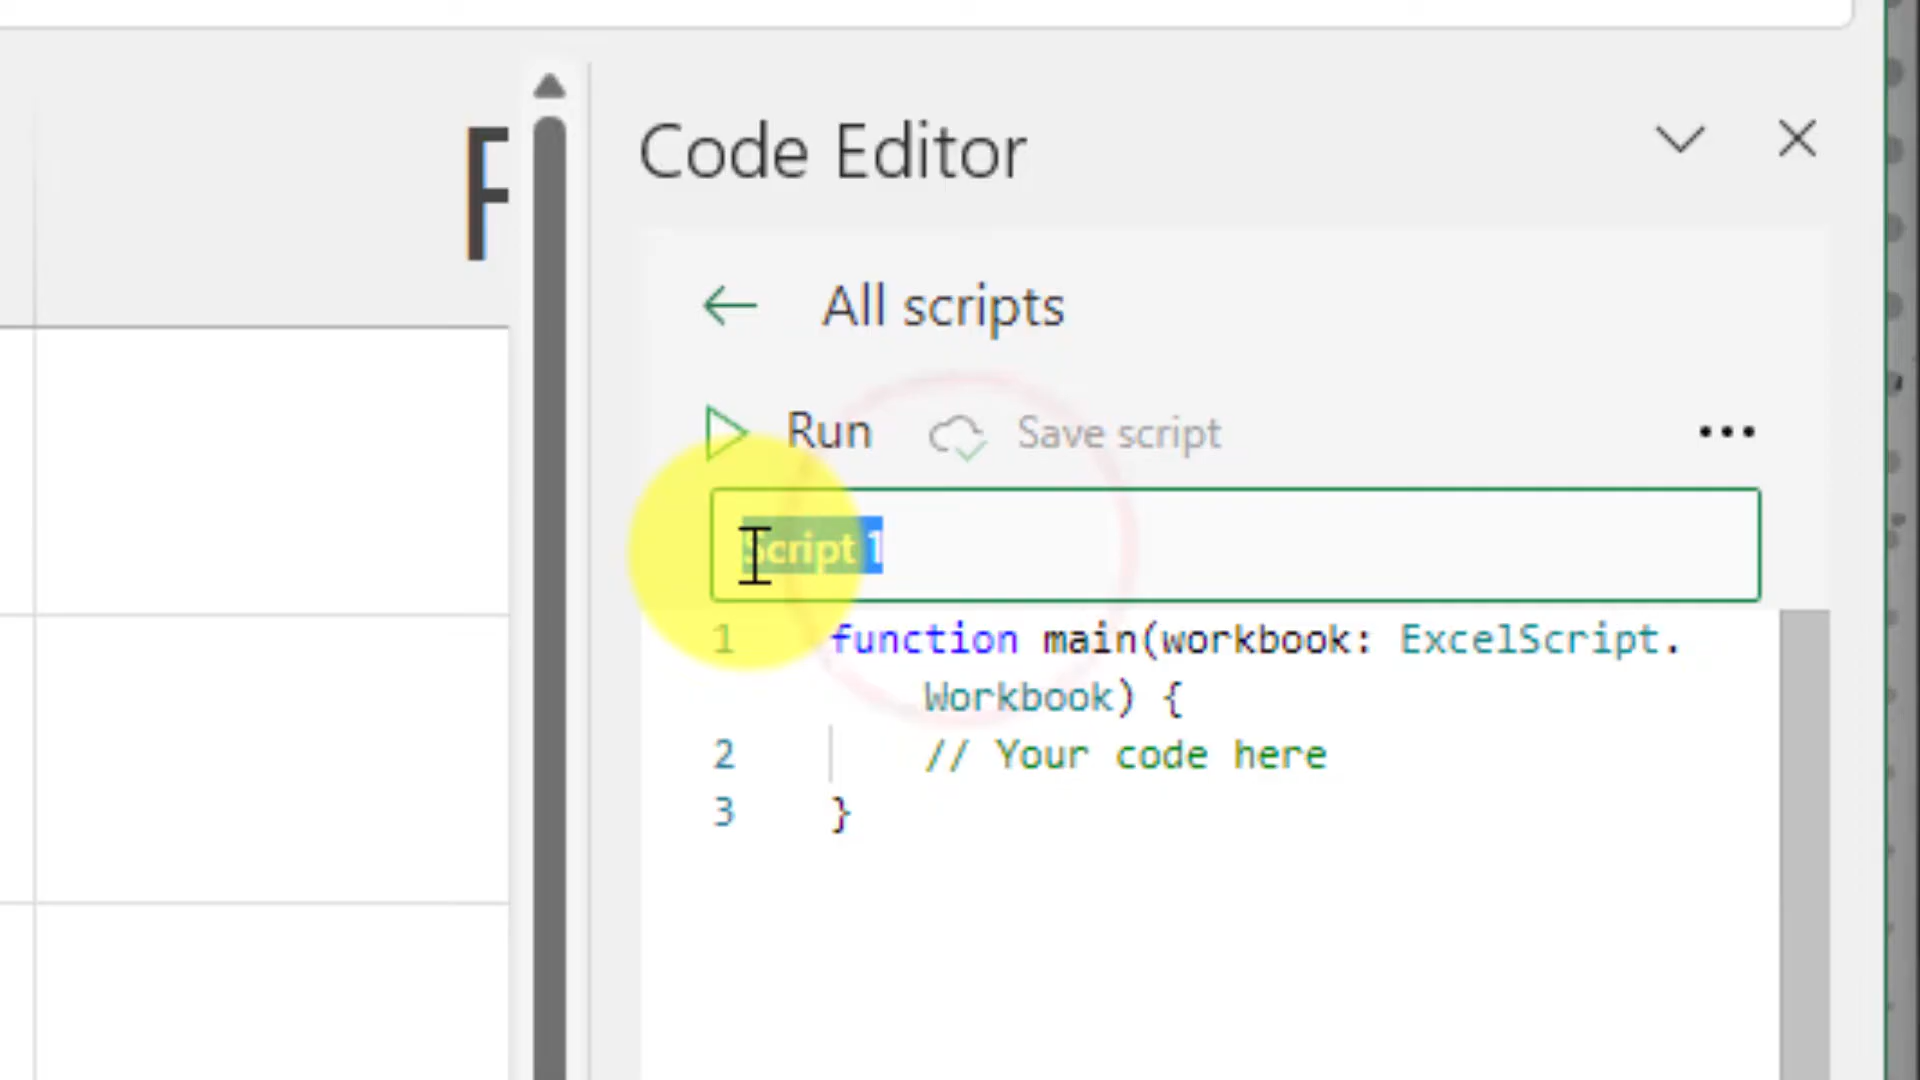 F
Code Editor
All scripts
Run Save script
Script 1
1 function main(workbook: ExcelScript.
Workbook) {
2 // Your code here
3 }